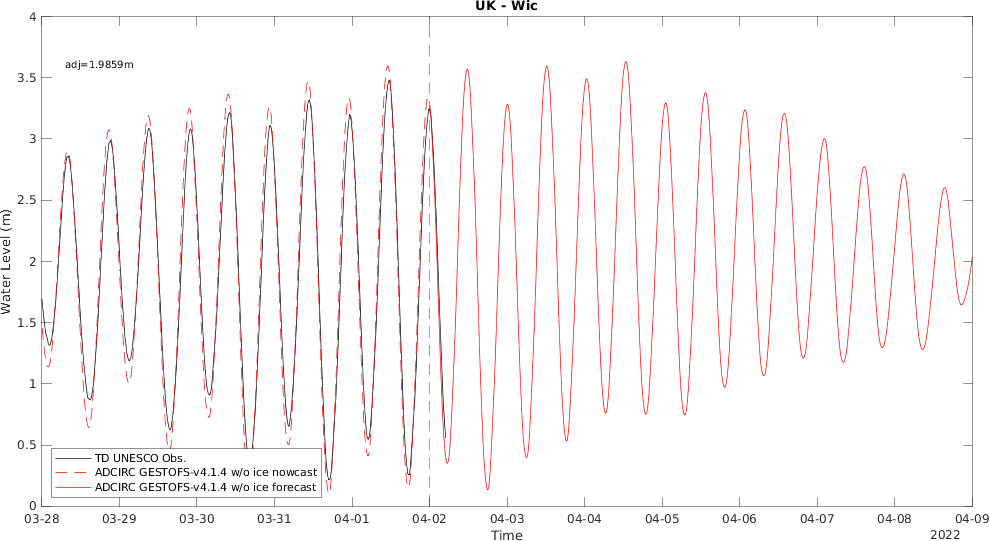 UK - Wic
4
adj=1.9859m
3.5
3
2.5
2
Water Level (m)
1.5
1
0.5
0
TD UNESCO Obs.
ADCIRC GESTOFS-v4.1.4 w/o ice nowcast
ADCIRC GESTOFS-v4.1.4 w/o ice forecast
03-28 03-29 03-30 03-31 04-01 04-02 04-03 04-04 04-05 04-06 04-07 04-08 04-09
Time
2022